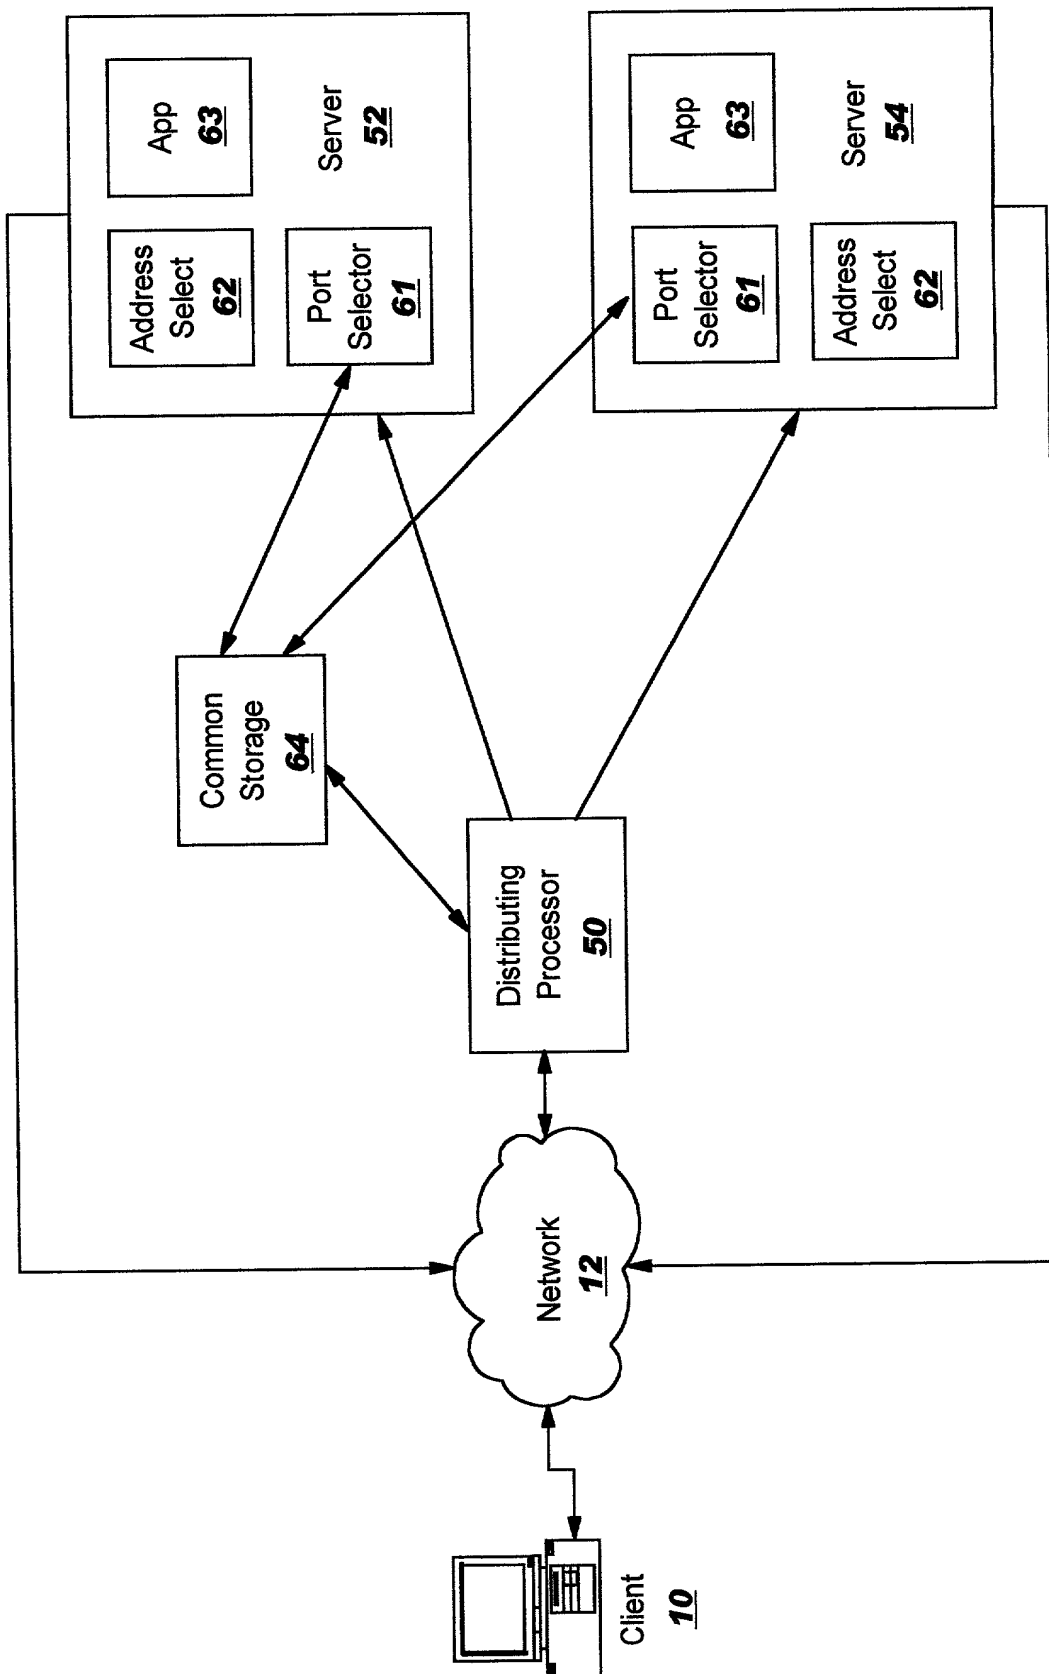 Client
10
Network
12
Distributing
Processor
50
Common
Storage
64
Address
Select
62
App
63
Port
Selector
61
Server
52
Port
Selector
61
App
63
Address
Select
62
Server
54